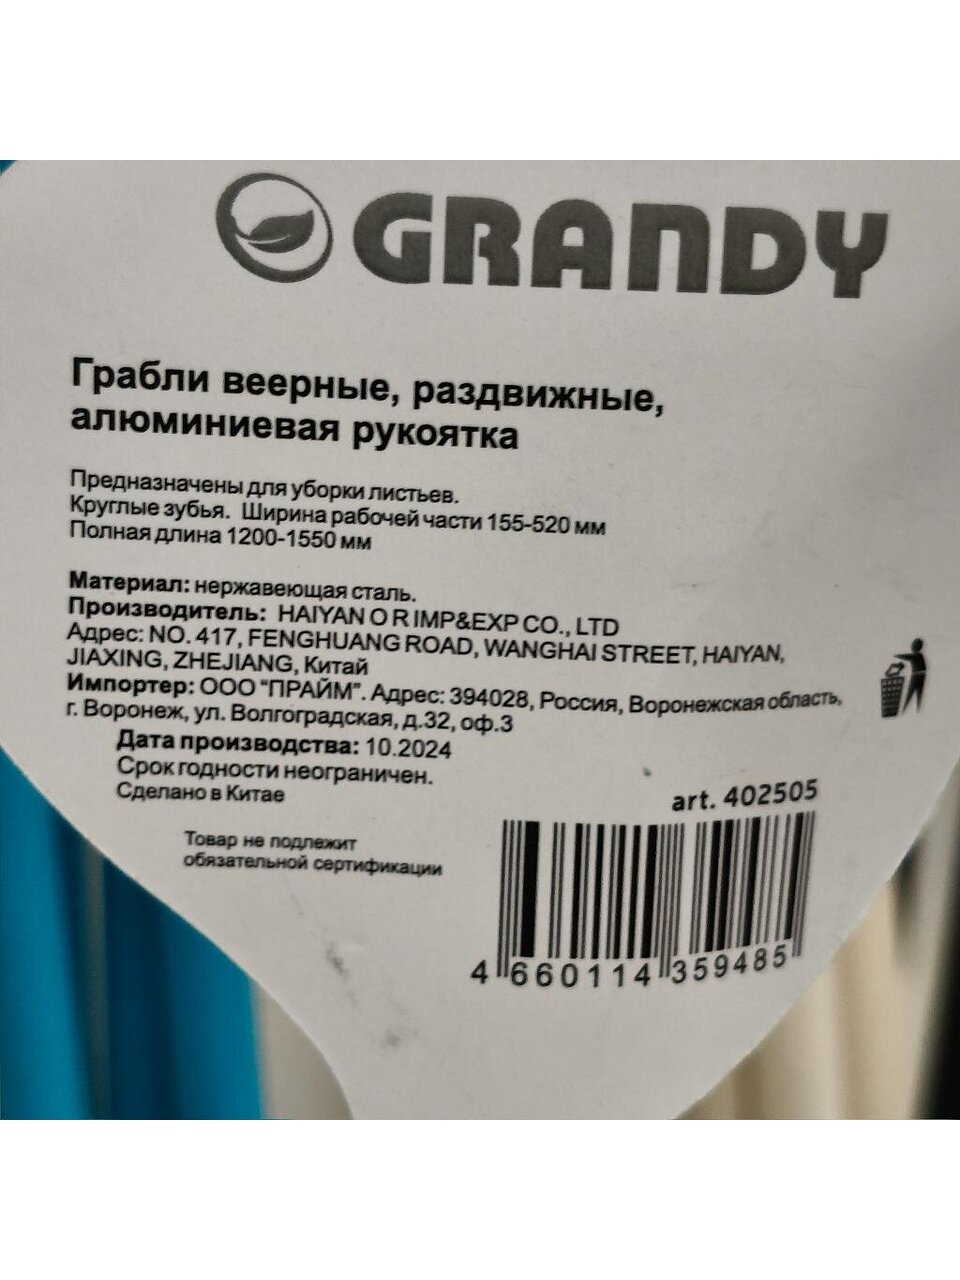 GRANDY
Грабли веерные, раздвижные,
алюминиевая рукоятка
Предназначены для уборки листьев.
Круглые зубья. Ширина рабочей части 155-520 мм
Полная длина 1200-1550 мм
Материал: нержавеющая сталь.
Производитель: HAIYAN O R IMP&EXP CO., LTD
Адрес: NO. 417, FENGHUANG ROAD, WANGHAI STREET, HAIYAN,
JIAXING, ZHEJIANG, Китай
Импортер: ООО "ПРАЙМ". Адрес: 394028, Россия, Воронежская область,
г. Воронеж, ул. Волгоградская, д.32, оф.3
Дата производства: 10.2024
Срок годности неограничен.
Сделано в Китае
art. 402505
Товар не подлежит
обязательной сертификации
4 660114 359485